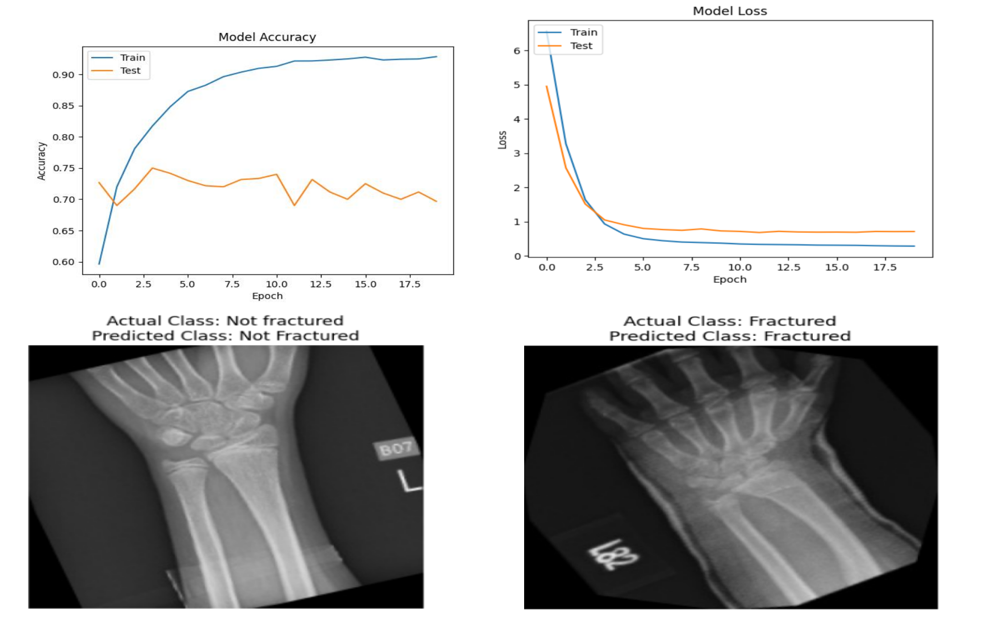 Model Accuracy
Train
Test
0.90
0.85
0.80
0.75
0.70
0.65
0.60
Accuracy
0.0 2.5 5.0 7.5 10.0 12.5 15.0 17.5
Epoch
Model Loss
Train
Test
6
5
4
3
2
1
0
Loss
0.0 2.5 5.0 7.5 10.0 12.5 15.0 17.5
Epoch
Actual Class: Not fractured
Predicted Class: Not Fractured
B07
L
Actual Class: Fractured
Predicted Class: Fractured
L82